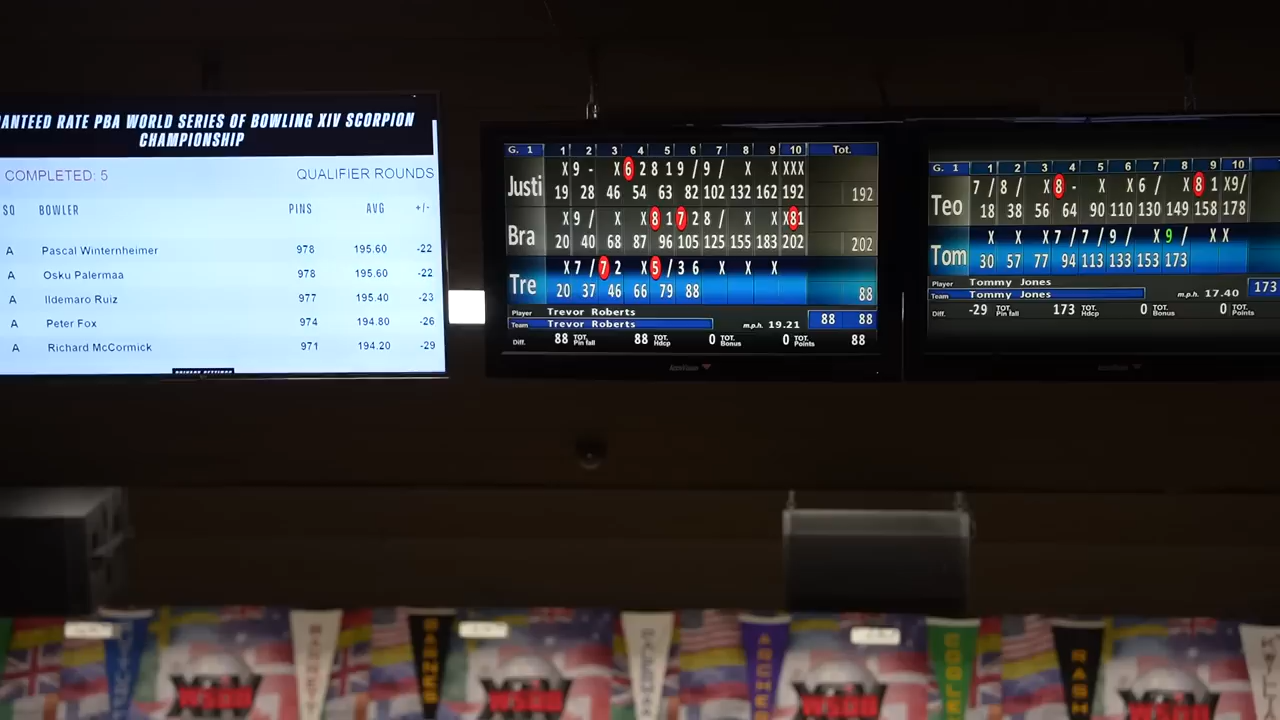 ANTEED RATE PBA WORLD SERIES OF BOWLING XIV SCORPION
CHAMPIONSHIP
COMPLETED: 5 QUALIFIER ROUNDS
SQ BOWLER PINS AVG +/-
A Pascal Winternheimer 978 195.60 -22
A Osku Palermaa 978 195.60 -22
A Ildemaro Ruiz 977 195.40 -23
A Peter Fox 974 194.80 -26
A Richard McCormick 971 194.20 -29
G. 1 1 2 3 4 5 6 7 8 9 10 Tot.
Justi X 9 - X 6 2 8 1 9 / 9 / X X XXX
19 28 46 54 63 82 102 132 162 192 192
Bra X 9 / X X 8 1 7 2 8 / X X X81
20 40 68 87 96 105 125 155 183 202 202
Tre X 7 / 7 2 X 5 / 3 6 X X X
20 37 46 66 79 88 88
Player Trevor Roberts
Team Trevor Roberts m.p.h. 19.21 88 88
Diff. 88 TOT. Pin fall 88 TOT. Hdcp 0 TOT. Bonus 0 TOT. Points 88
G. 1 1 2 3 4 5 6 7 8 9 10
Teo 7 / 8 / X 8 - X X 6 / X 8 1 X9/
18 38 56 64 90 110 130 149 158 178
Tom X X X 7 / 7 / 9 / X 9 / X X
30 57 77 94 113 133 153 173
Player Tommy Jones
Team Tommy Jones m.p.h. 17.40 173
Diff. -29 TOT. Pin fall 173 TOT. Hdcp 0 TOT. Bonus 0 TOT. Points
BARNES
ARCHER
RASH